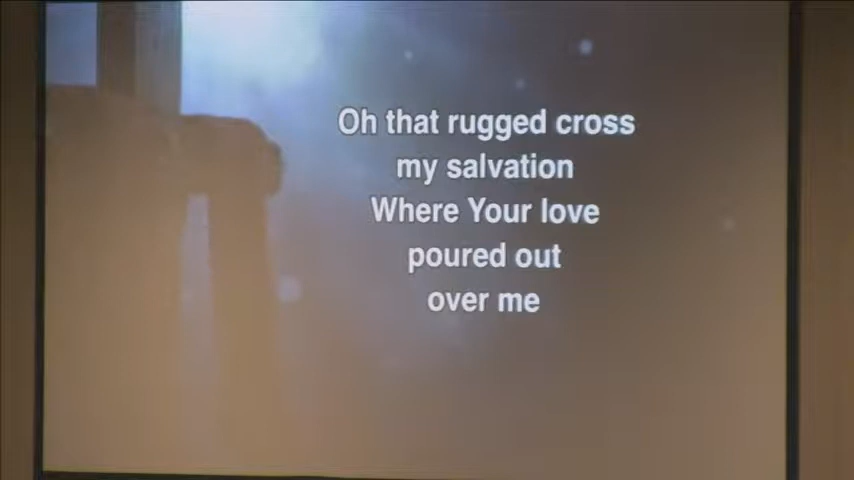 Oh that rugged cross
my salvation
Where Your love
poured out
over me